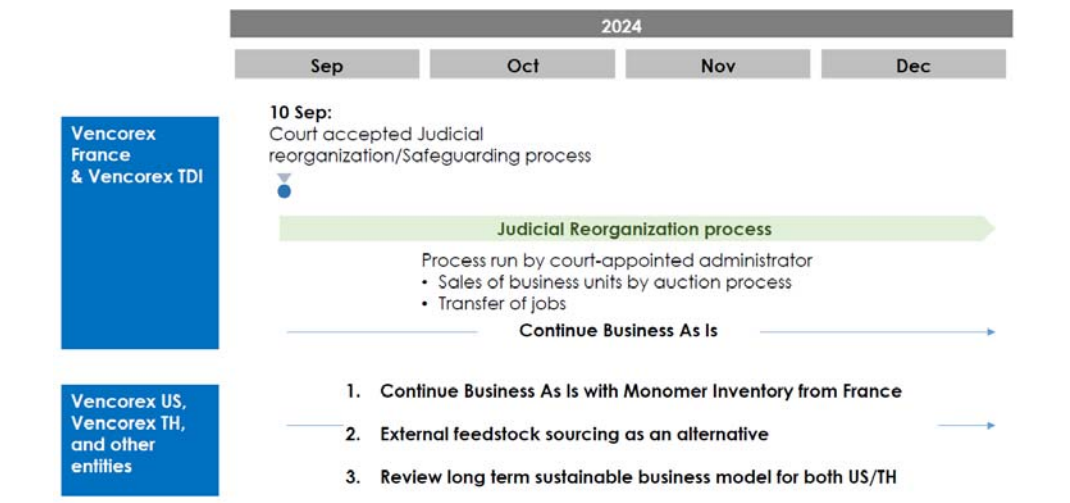 2024
Sep Oct Nov Dec
Vencorex
France
& Vencorex TDI
10 Sep:
Court accepted Judicial
reorganization/Safeguarding process
Judicial Reorganization process
Process run by court-appointed administrator
• Sales of business units by auction process
• Transfer of jobs
Continue Business As Is
Vencorex US,
Vencorex TH,
and other
entities
1. Continue Business As Is with Monomer Inventory from France
2. External feedstock sourcing as an alternative
3. Review long term sustainable business model for both US/TH